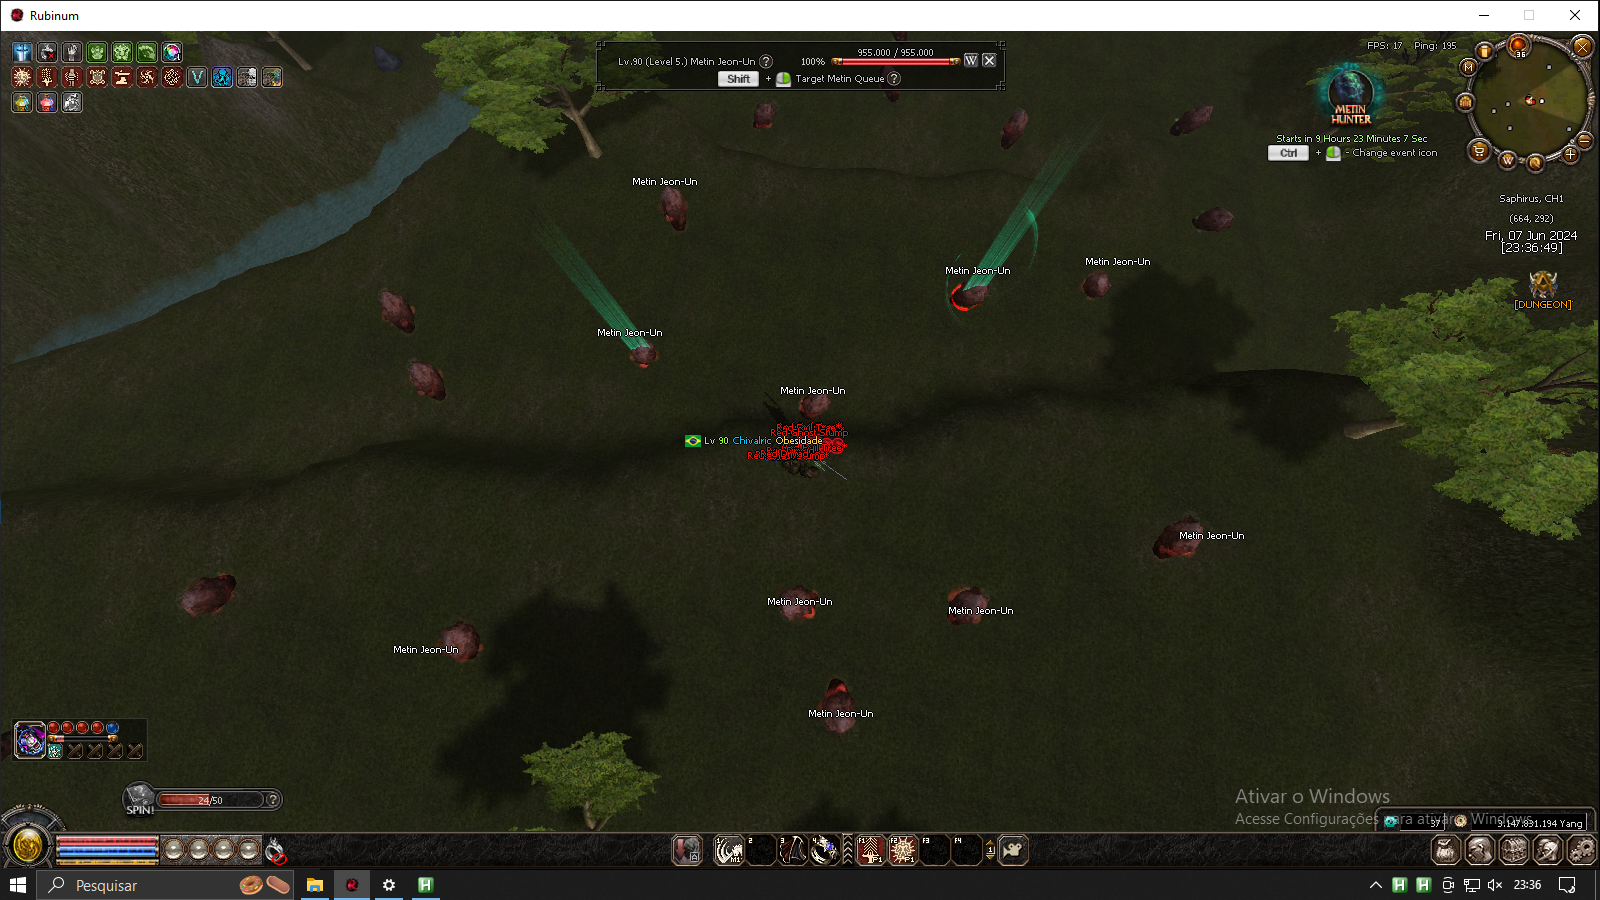 Rubinum
Lv.90 (Level 5.) Metin Jeon-Un ?
100%
955.000 / 955.000
W X
Shift + Target Metin Queue ?
FPS: 17 Ping: 195
36
METIN
HUNTER
Starts in 9 Hours 23 Minutes 7 Sec
Ctrl + - Change event icon
Saphirus, CH1
(664, 292)
Fri, 07 Jun 2024
[23:36:49]
[DUNGEON]
Metin Jeon-Un
Metin Jeon-Un
Metin Jeon-Un
Metin Jeon-Un
Metin Jeon-Un
Lv 90 Chivalric Obesidade
Metin Jeon-Un
Metin Jeon-Un
Metin Jeon-Un
Metin Jeon-Un
Metin Jeon-Un
SPIN!
24/50 ?
Ativar o Windows
Acesse Configurações para ativar o Windows.
37
3.147.831.194 Yang
Pesquisar
23:36